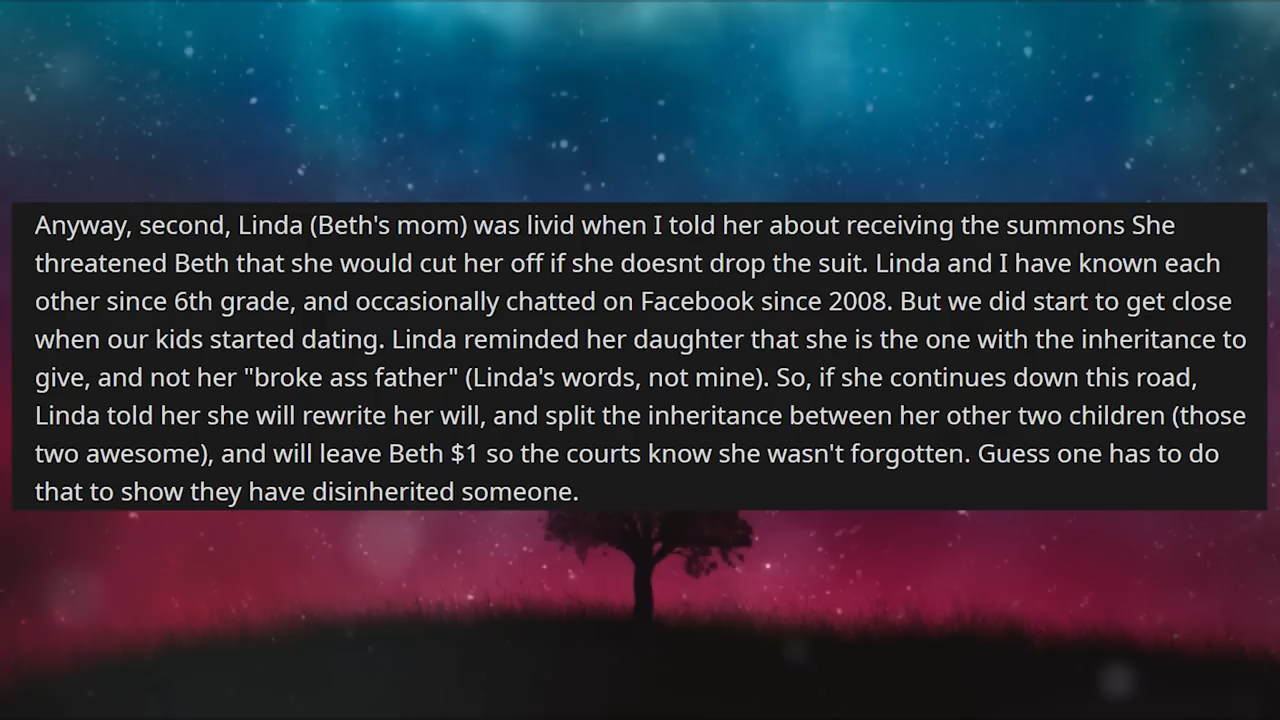 Anyway, second, Linda (Beth's mom) was livid when I told her about receiving the summons She
threatened Beth that she would cut her off if she doesnt drop the suit. Linda and I have known each
other since 6th grade, and occasionally chatted on Facebook since 2008. But we did start to get close
when our kids started dating. Linda reminded her daughter that she is the one with the inheritance to
give, and not her "broke ass father" (Linda's words, not mine). So, if she continues down this road,
Linda told her she will rewrite her will, and split the inheritance between her other two children (those
two awesome), and will leave Beth $1 so the courts know she wasn't forgotten. Guess one has to do
that to show they have disinherited someone.